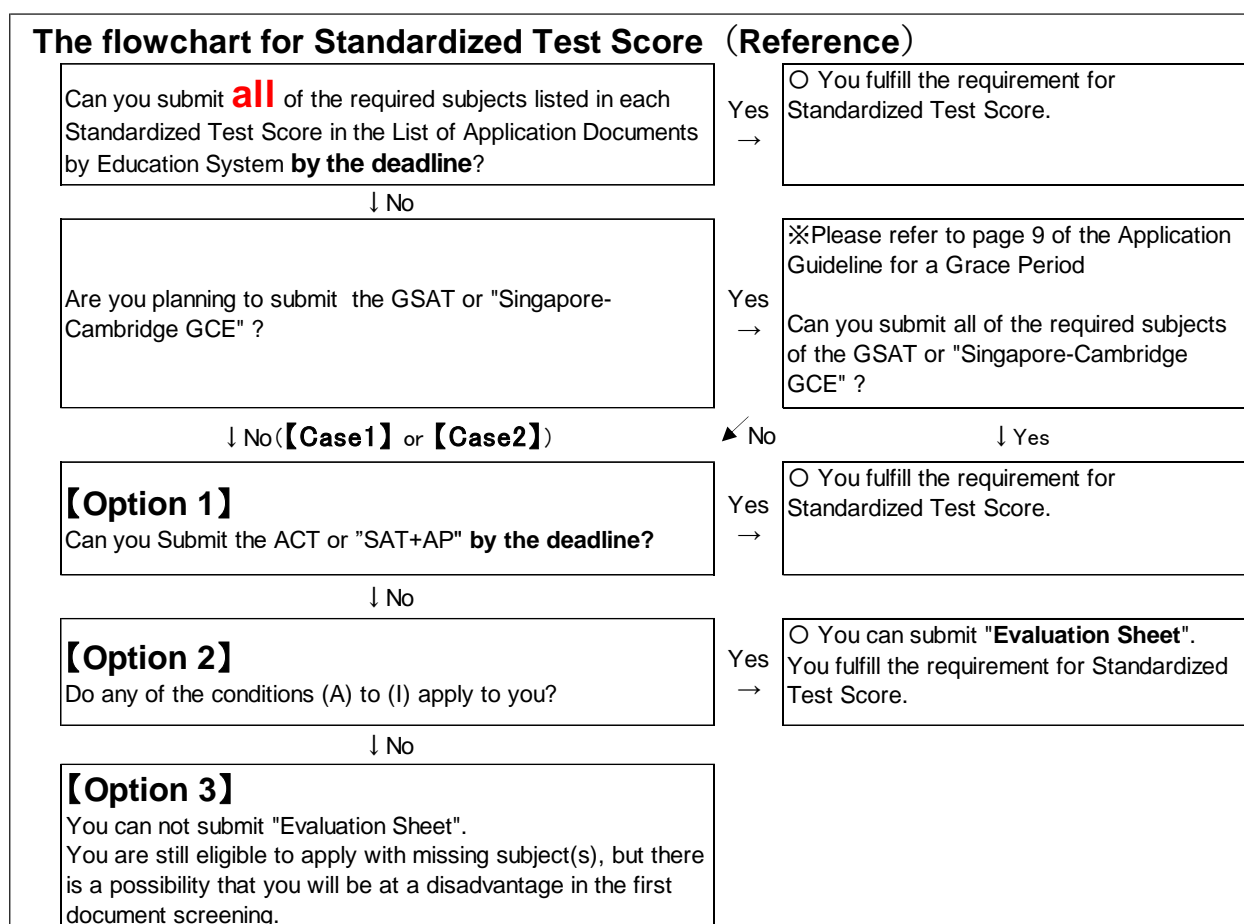 The flowchart for Standardized Test Score （Reference）
Can you submit all of the required subjects listed in each
Standardized Test Score in the List of Application Documents
by Education System by the deadline?
Yes
→
○ You fulfill the requirement for
Standardized Test Score.
↓ No
Are you planning to submit  the GSAT or "Singapore-
Cambridge GCE" ?
Yes
→
※Please refer to page 9 of the Application
Guideline for a Grace Period
Can you submit all of the required subjects
of the GSAT or "Singapore-Cambridge
GCE" ?
↓ No（【Case1】 or 【Case2】）
No
↓ Yes
【Option 1】
Can you Submit the ACT or ”SAT+AP" by the deadline?
Yes
→
○ You fulfill the requirement for
Standardized Test Score.
↓ No
【Option 2】
Do any of the conditions (A) to (I) apply to you?
Yes
→
○ You can submit "Evaluation Sheet".
You fulfill the requirement for Standardized
Test Score.
↓ No
【Option 3】
You can not submit "Evaluation Sheet".
You are still eligible to apply with missing subject(s), but there
is a possibility that you will be at a disadvantage in the first
document screening.